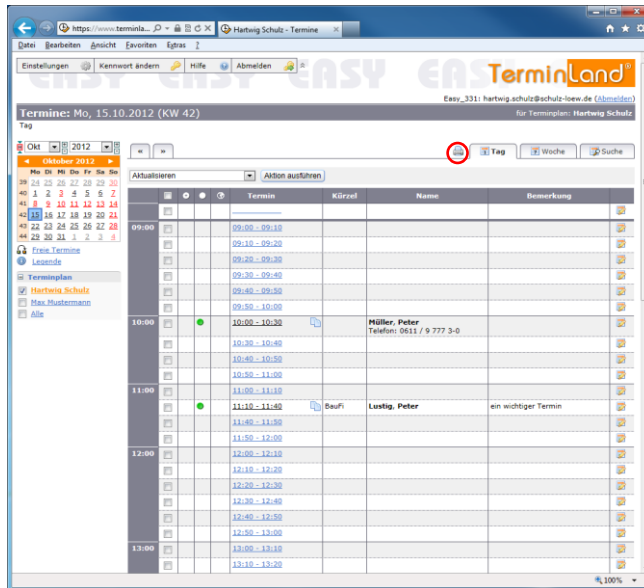 https://www.terminla...
Hartwig Schulz - Termine
Datei Bearbeiten Ansicht Favoriten Extras ?
EASY EASY EASY EASY
Einstellungen Kennwort ändern Hilfe Abmelden
TerminLand®
Easy_331: hartwig.schulz@schulz-loew.de (Abmelden)
Termine: Mo, 15.10.2012 (KW 42)
für Terminplan: Hartwig Schulz
Tag
Okt 2012
« »
Tag Woche Suche
Oktober 2012
Mo Di Mi Do Fr Sa So
39 24 25 26 27 28 29 30
40 1 2 3 4 5 6 7
41 8 9 10 11 12 13 14
42 15 16 17 18 19 20 21
43 22 23 24 25 26 27 28
44 29 30 31 1 2 3 4
Freie Termine
Legende
Terminplan
Hartwig Schulz
Max Mustermann
Alle
Aktualisieren Aktion ausführen
Termin Kürzel Name Bemerkung
09:00 09:00 - 09:10
09:10 - 09:20
09:20 - 09:30
09:30 - 09:40
09:40 - 09:50
09:50 - 10:00
10:00 10:00 - 10:30 Müller, Peter
Telefon: 0611 / 9 777 3-0
10:30 - 10:40
10:40 - 10:50
10:50 - 11:00
11:00 11:00 - 11:10
11:10 - 11:40 BauFi Lustig, Peter ein wichtiger Termin
11:40 - 11:50
11:50 - 12:00
12:00 12:00 - 12:10
12:10 - 12:20
12:20 - 12:30
12:30 - 12:40
12:40 - 12:50
12:50 - 13:00
13:00 13:00 - 13:10
13:10 - 13:20
100%